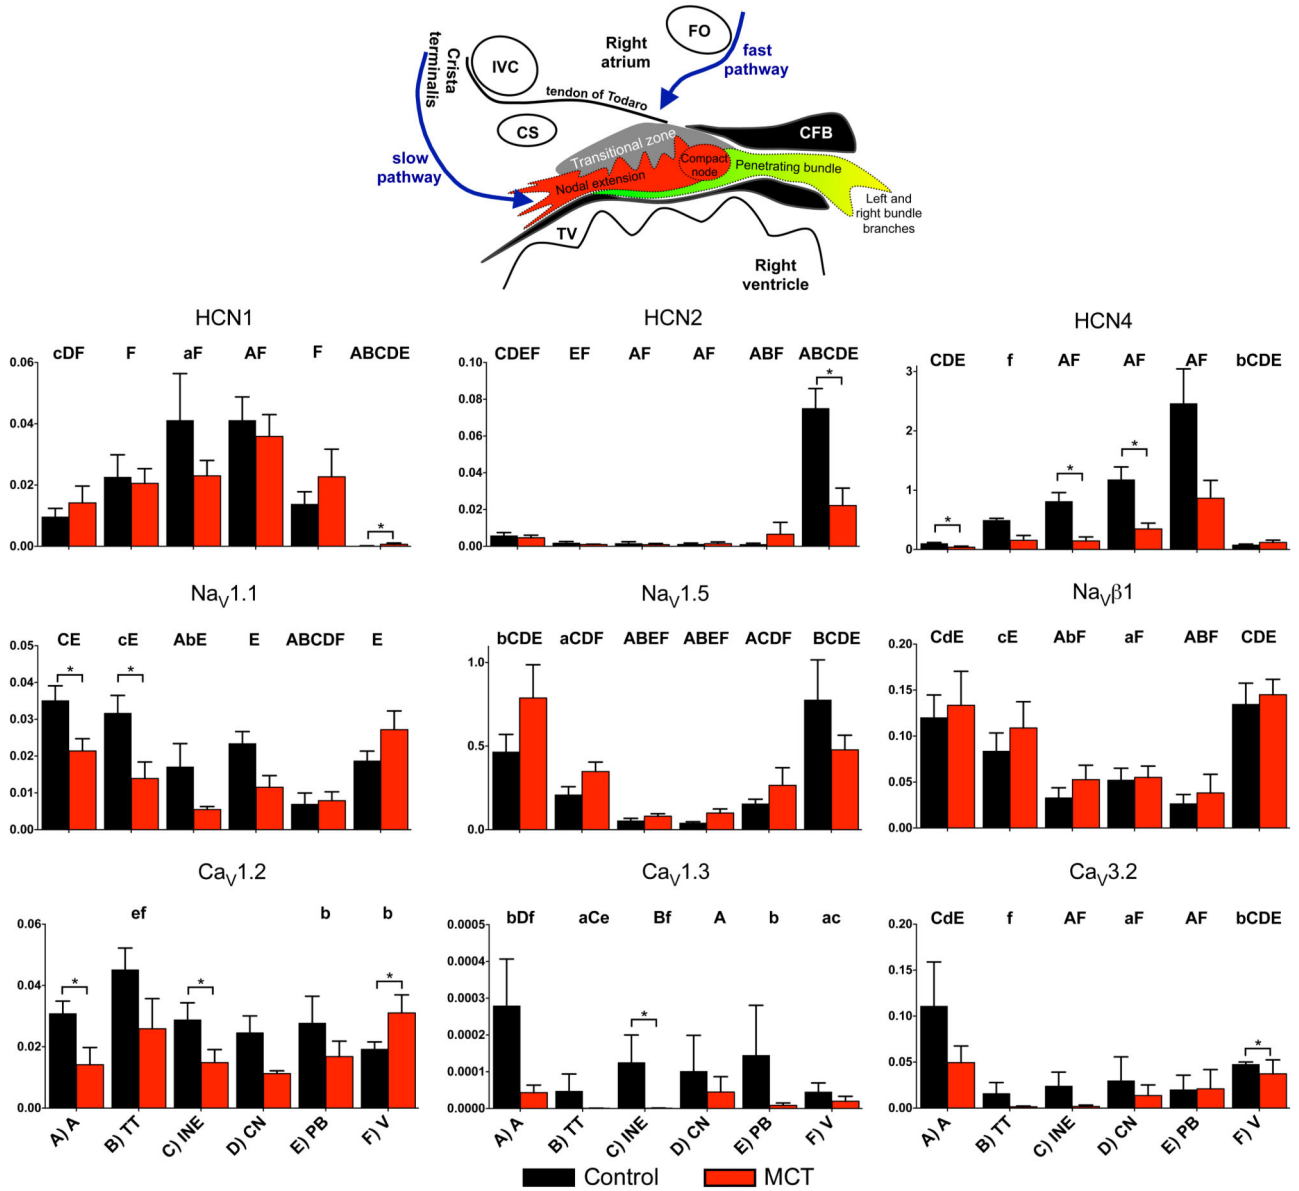 FO
Right
atrium
fast
pathway
Crista
terminalis
IVC
tendon of Todaro
CS
CFB
Transitional zone
slow
pathway
Compact
node
Penetrating bundle
Nodal extension
Left and
right bundle
branches
TV
Right
ventricle
HCN1
cDF F aF AF F ABCDE
0.06
0.04
0.02
0.00
*
HCN2
CDEF EF AF AF ABF ABCDE
0.10
0.08
0.06
0.04
0.02
0.00
*
HCN4
CDE f AF AF AF bCDE
3
2
1
0
* * *
NaV1.1
CE cE AbE E ABCDF E
0.05
0.04
0.03
0.02
0.01
0.00
* *
NaV1.5
bCDE aCDF ABEF ABEF ACDF BCDE
1.0
0.5
0.0
NaVβ1
CdE cE AbF aF ABF CDE
0.20
0.15
0.10
0.05
0.00
CaV1.2
ef b b
0.06
0.04
0.02
0.00
* * *
A) A B) TT C) INE D) CN E) PB F) V
CaV1.3
bDf aCe Bf A b ac
0.0005
0.0004
0.0003
0.0002
0.0001
0.0000
*
A) A B) TT C) INE D) CN E) PB F) V
CaV3.2
CdE f AF aF AF bCDE
0.20
0.15
0.10
0.05
0.00
*
A) A B) TT C) INE D) CN E) PB F) V
Control MCT